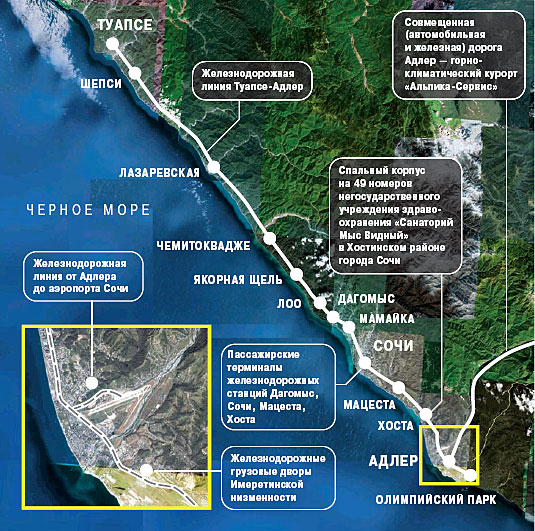 ТУАПСЕ
ШЕПСИ
Железнодорожная
линия Туапсе-Адлер
Совмещенная
(автомобильная
и железная) дорога
Адлер — горно-
климатический курорт
«Альпика-Сервис»
ЛАЗАРЕВСКАЯ
ЧЕРНОЕ МОРЕ
Спальный корпус
на 49 номеров
негосударственного
учреждения здраво-
охранения «Санаторий
Мыс Видный»
в Хостинском районе
города Сочи
ЧЕМИТОКВАДЖЕ
Железнодорожная
линия от Адлера
до аэропорта Сочи
ЯКОРНАЯ ЩЕЛЬ
ЛОО
ДАГОМЫС
МАМАЙКА
СОЧИ
Пассажирские
терминалы
железнодорожных
станций Дагомыс,
Сочи, Мацеста,
Хоста
МАЦЕСТА
ХОСТА
АДЛЕР
Железнодорожные
грузовые дворы
Имеретинской
низменности
ОЛИМПИЙСКИЙ ПАРК